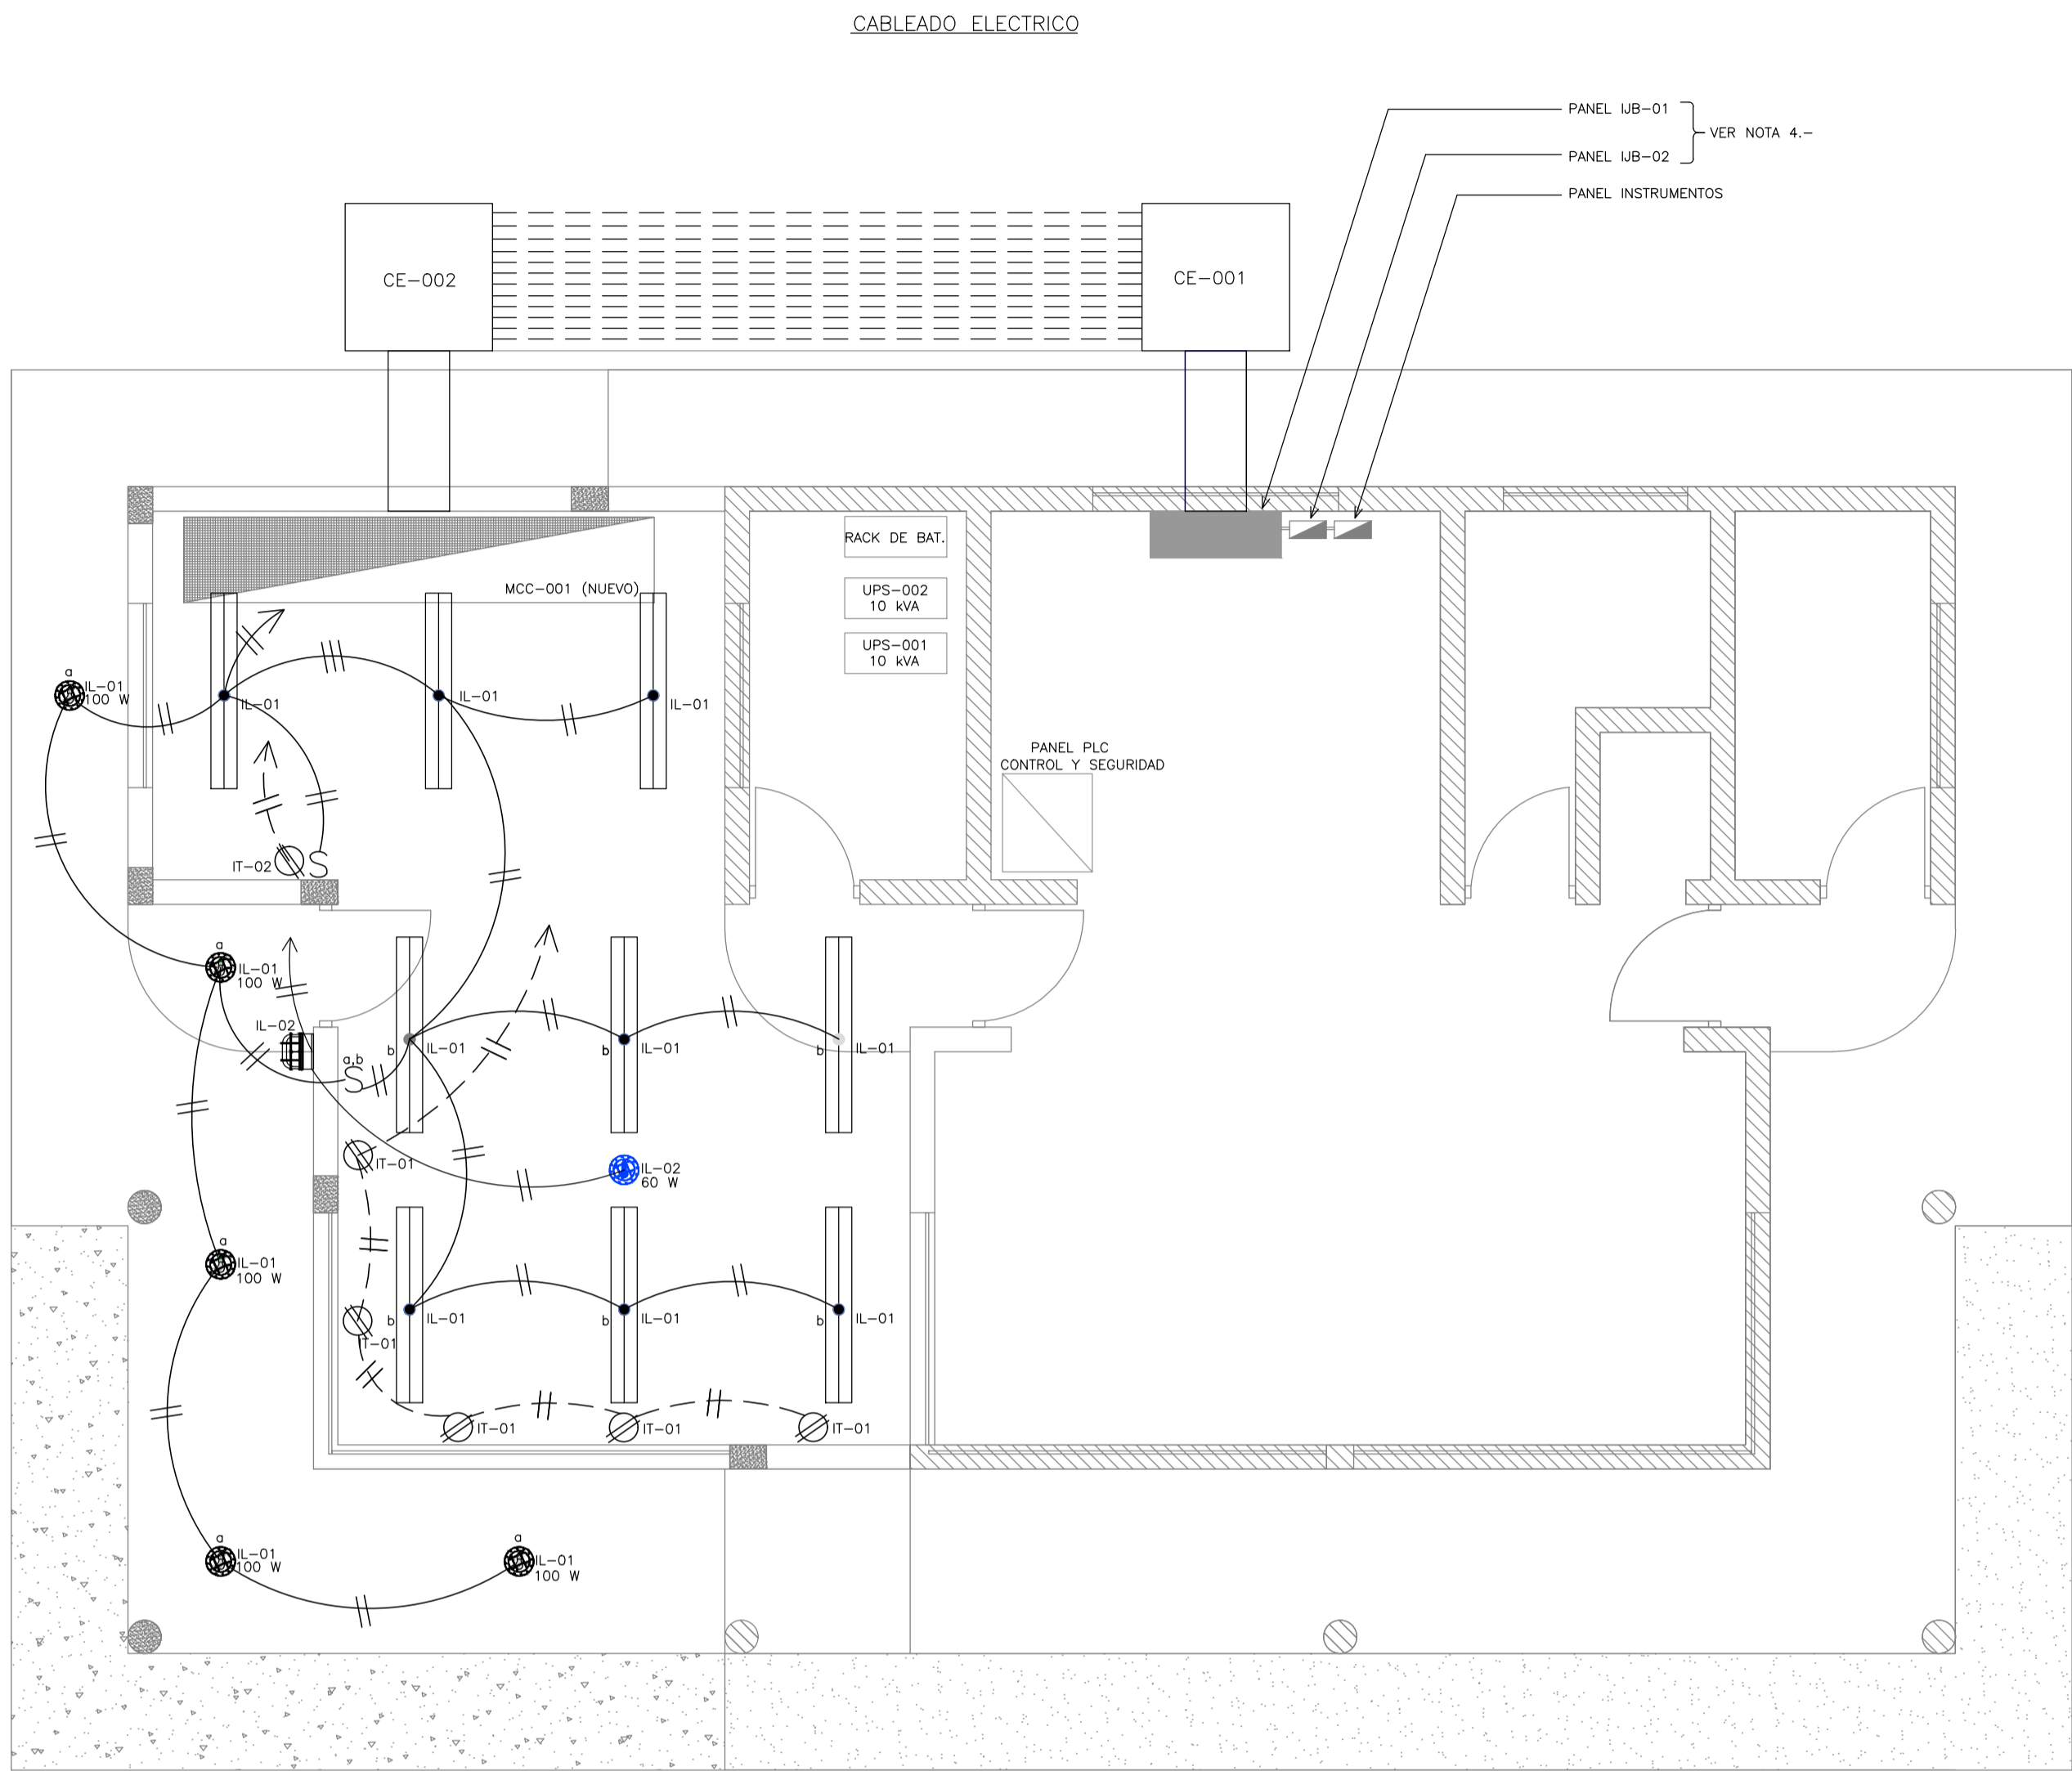 CABLEADO ELECTRICO
PANEL IJB-01
VER NOTA 4.-
PANEL IJB-02
PANEL INSTRUMENTOS
CE-002
CE-001
RACK DE BAT.
MCC-001 (NUEVO)
UPS-002
10 kVA
UPS-001
10 kVA
a
IL-01
100 W
IL-01
IL-01
IL-01
PANEL PLC
CONTROL Y SEGURIDAD
IT-02
S
a
IL-01
100 W
IL-02
b
IL-01
b
IL-01
b
IL-01
a,b
S
IT-01
IL-02
60 W
a
IL-01
100 W
b
IL-01
b
IL-01
b
IL-01
IT-01
IT-01
IT-01
IT-01
a
IL-01
100 W
a
IL-01
100 W